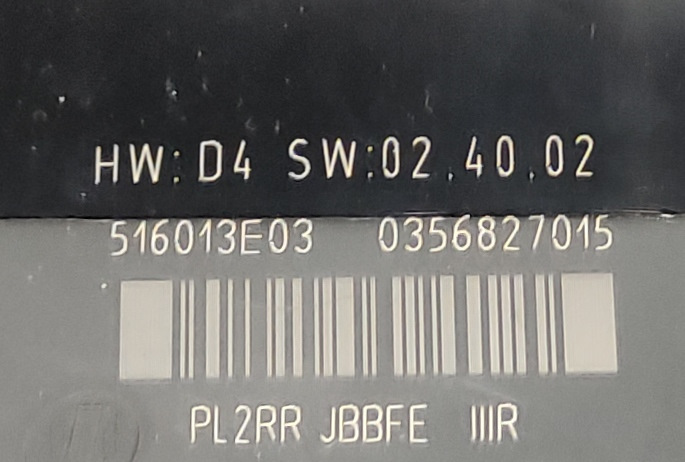 HW: D4 SW:02.40.02
516013E03 0356827015
PL2RR JBBFE IIIR